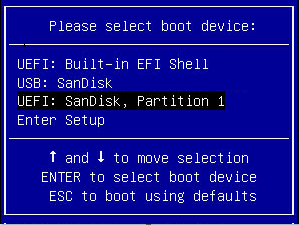 Please select boot device:
UEFI: Built-in EFI Shell
USB: SanDisk
UEFI: SanDisk, Partition 1
Enter Setup
↑ and ↓ to move selection
ENTER to select boot device
ESC to boot using defaults